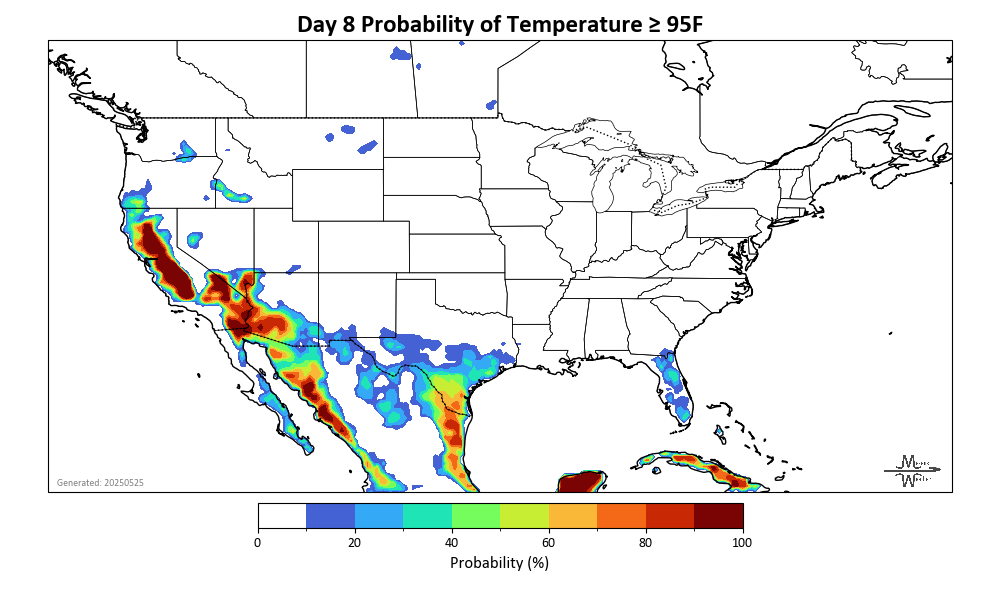 Day 8 Probability of Temperature ≥ 95F
Generated: 20250525
0 20 40 60 80 100
Probability (%)